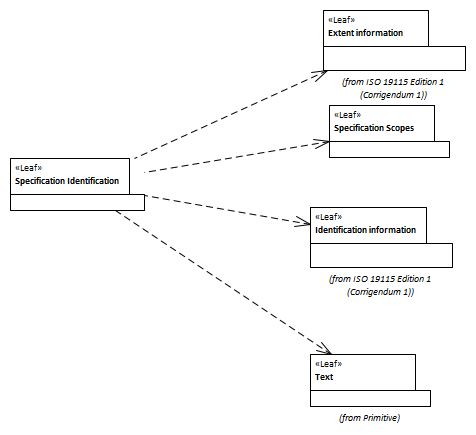 «Leaf»
Extent information
(from ISO 19115 Edition 1
(Corrigendum 1))
«Leaf»
Specification Scopes
«Leaf»
Specification Identification
«Leaf»
Identification information
(from ISO 19115 Edition 1
(Corrigendum 1))
«Leaf»
Text
(from Primitive)